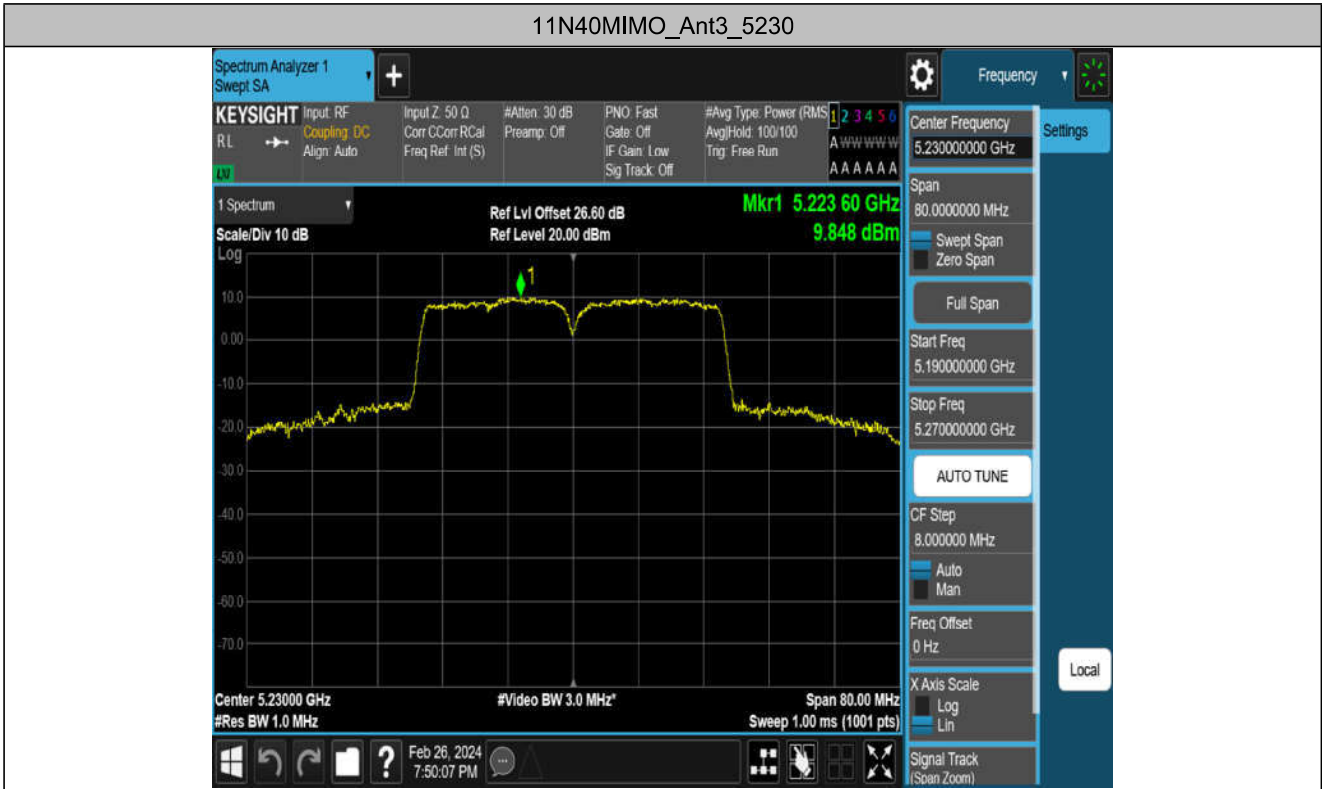 11N40MIMO_Ant3_5230
Spectrum Analyzer 1
Swept SA
+
Frequency
KEYSIGHT
RL
Input: RF
Coupling: DC
Align: Auto
Input Z: 50 Ω
Corr CCorr RCal
Freq Ref: Int (S)
#Atten: 30 dB
Preamp: Off
PNO: Fast
Gate: Off
IF Gain: Low
Sig Track: Off
#Avg Type: Power (RMS
Avg|Hold: 100/100
Trig: Free Run
1 2 3 4 5 6
A W W W W W
A A A A A A
LXI
1 Spectrum
Scale/Div 10 dB
Log
Ref Lvl Offset 26.60 dB
Ref Level 20.00 dBm
Mkr1 5.223 60 GHz
9.848 dBm
1
10.0
0.00
-10.0
-20.0
-30.0
-40.0
-50.0
-60.0
-70.0
Center 5.23000 GHz
#Res BW 1.0 MHz
#Video BW 3.0 MHz*
Span 80.00 MHz
Sweep 1.00 ms (1001 pts)
Center Frequency
5.230000000 GHz
Settings
Span
80.0000000 MHz
Swept Span
Zero Span
Full Span
Start Freq
5.190000000 GHz
Stop Freq
5.270000000 GHz
AUTO TUNE
CF Step
8.000000 MHz
Auto
Man
Freq Offset
0 Hz
X Axis Scale
Log
Lin
Local
Signal Track
(Span Zoom)
?
Feb 26, 2024
7:50:07 PM